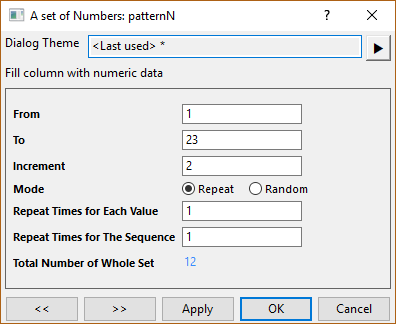 A set of Numbers: patternN ? ×
Dialog Theme <Last used> *
Fill column with numeric data
From 1
To 23
Increment 2
Mode Repeat Random
Repeat Times for Each Value 1
Repeat Times for The Sequence 1
Total Number of Whole Set 12
<< >> Apply OK Cancel